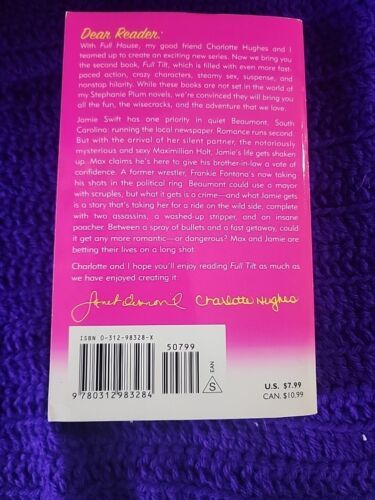 Dear Reader:
With Full House, my good friend Charlotte Hughes and I
teamed up to create an exciting new series. Now we bring you
the second book, Full Tilt, which is filled with even more fast-
paced action, crazy characters, steamy sex, suspense, and
nonstop hilarity. While these books are not set in the world of
my Stephanie Plum novels, we're convinced they will bring you
all the fun, the wisecracks, and the adventure that we love.
Jamie Swift has one priority in quiet Beaumont, South
Carolina: running the local newspaper. Romance runs second.
But with the arrival of her silent partner, the notoriously
mysterious and sexy Maximillian Holt, Jamie's life gets shaken
up. Max claims he's here to give his brother-in-law a vote of
confidence. A former wrestler, Frankie Fontana's now taking
his shots in the political ring. Beaumont could use a mayor
with scruples, but what it gets is a crime—and what Jamie gets
is a story that's taking her for a ride on the wild side, complete
with two assassins, a washed-up stripper, and an insane
poacher. Between a spray of bullets and a fast getaway, could
it get any more romantic—or dangerous? Max and Jamie are
betting their lives on a long shot.
Charlotte and I hope you'll enjoy reading Full Tilt as much as
we have enjoyed creating it.
Janet Evanovich Charlotte Hughes
ISBN 0-312-98328-X
50799
9 780312 983284
S
EAN
U.S. $7.99
CAN. $10.99